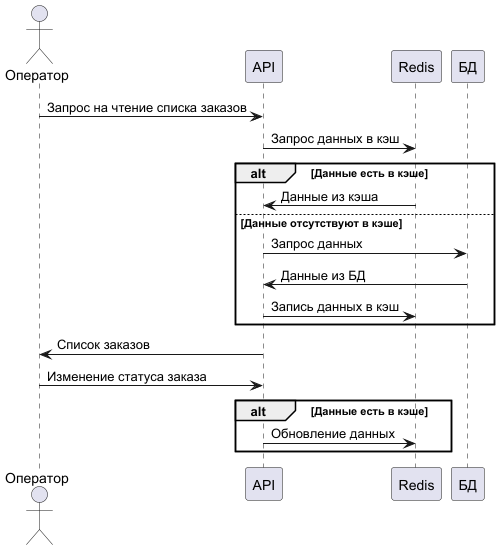 Оператор
API
Redis
БД
Запрос на чтение списка заказов
Запрос данных в кэш
alt
[Данные есть в кэше]
Данные из кэша
[Данные отсутствуют в кэше]
Запрос данных
Данные из БД
Запись данных в кэш
Список заказов
Изменение статуса заказа
alt
[Данные есть в кэше]
Обновление данных
Оператор
API
Redis
БД